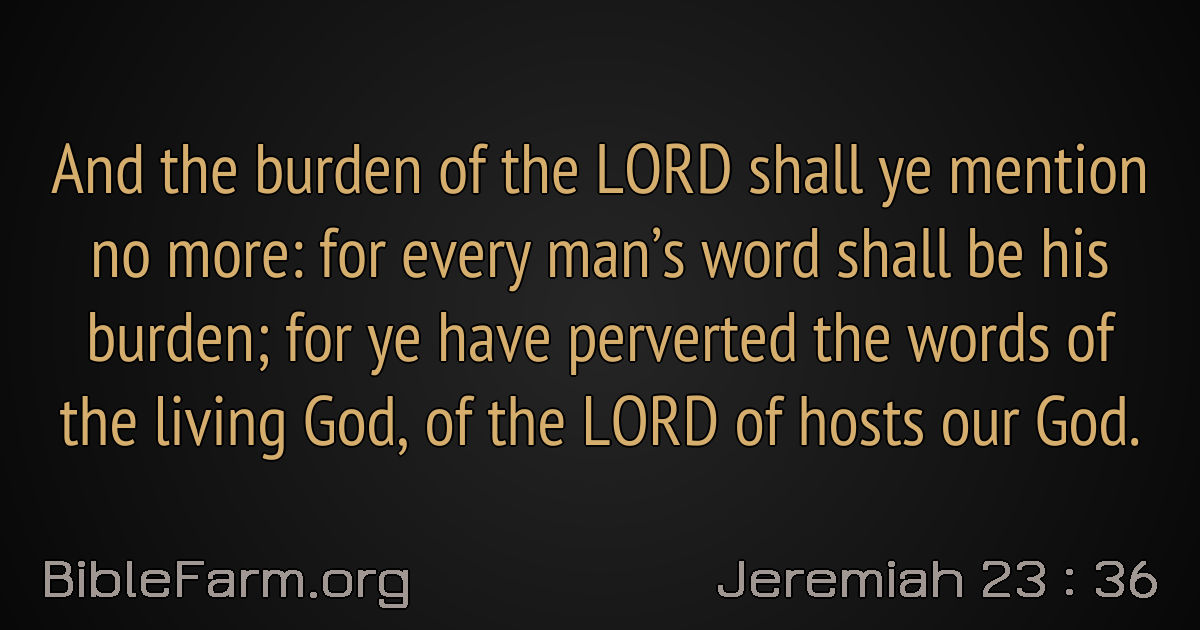 And the burden of the LORD shall ye mention
no more: for every man’s word shall be his
burden; for ye have perverted the words of
the living God, of the LORD of hosts our God.
BibleFarm.org
Jeremiah 23 : 36